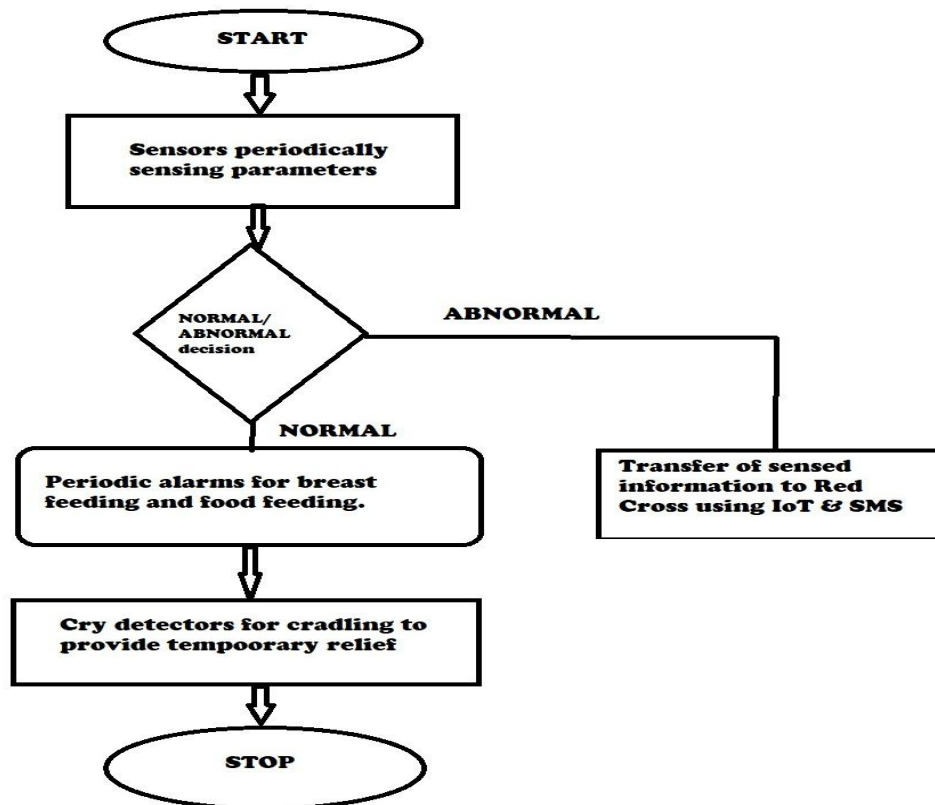 START
Sensors periodically
sensing parameters
NORMAL/
ABNORMAL
decision
ABNORMAL
NORMAL
Periodic alarms for breast
feeding and food feeding.
Transfer of sensed
information to Red
Cross using IoT & SMS
Cry detectors for cradling to
provide tempoorary relief
STOP